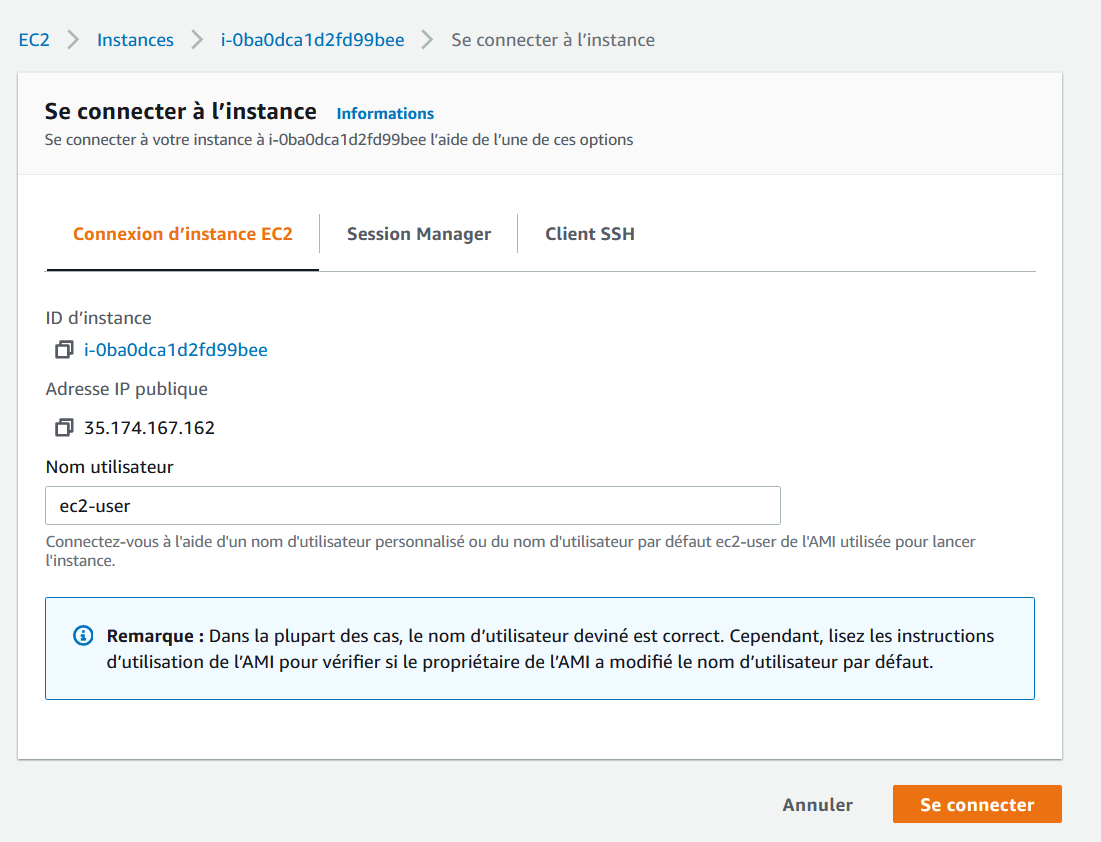 EC2 Instances i-0ba0dca1d2fd99bee Se connecter à l’instance
Se connecter à l’instance Informations
Se connecter à votre instance à i-0ba0dca1d2fd99bee l’aide de l’une de ces options
Connexion d’instance EC2 Session Manager Client SSH
ID d’instance
i-0ba0dca1d2fd99bee
Adresse IP publique
35.174.167.162
Nom utilisateur
ec2-user
Connectez-vous à l'aide d'un nom d'utilisateur personnalisé ou du nom d'utilisateur par défaut ec2-user de l'AMI utilisée pour lancer
l'instance.
Remarque : Dans la plupart des cas, le nom d’utilisateur deviné est correct. Cependant, lisez les instructions
d’utilisation de l’AMI pour vérifier si le propriétaire de l’AMI a modifié le nom d’utilisateur par défaut.
Annuler Se connecter